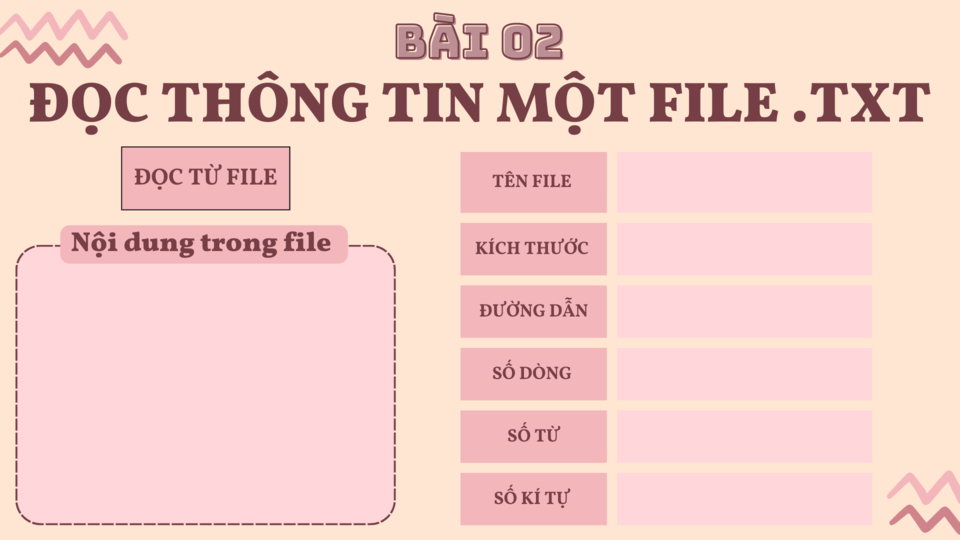 BÀI 02
ĐỌC THÔNG TIN MỘT FILE .TXT
ĐỌC TỪ FILE
Nội dung trong file
TÊN FILE
KÍCH THƯỚC
ĐƯỜNG DẪN
SỐ DÒNG
SỐ TỪ
SỐ KÍ TỰ